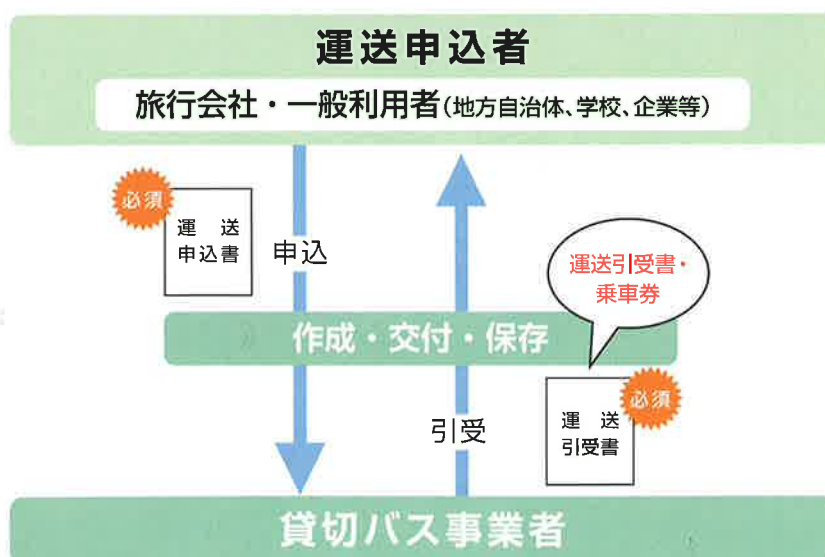 運送申込者
旅行会社・一般利用者(地方自治体、学校、企業等)
必須
運 送
申込書
申込
運送引受書・
乗車券
作成・交付・保存
引受
運 送
引受書
必須
貸切バス事業者